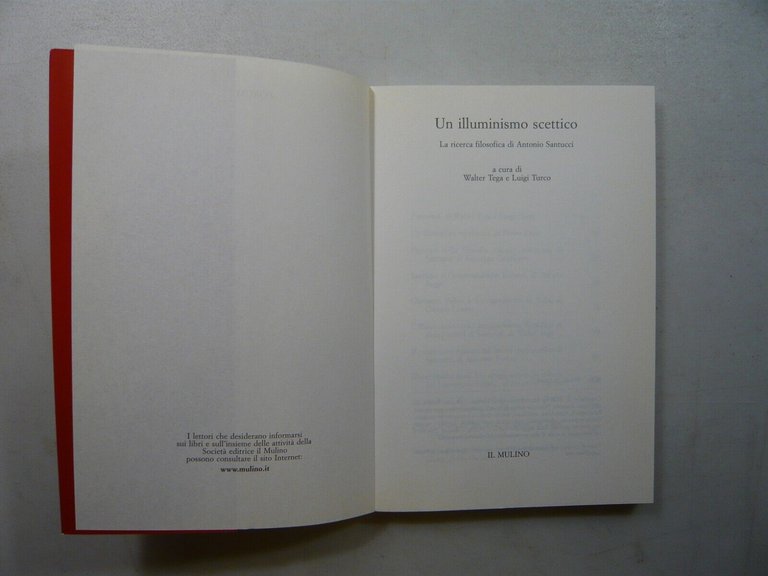 I lettori che desiderano informarsi
sui libri e sull'insieme delle attività della
Società editrice il Mulino
possono consultare il sito Internet:
www.mulino.it
Un illuminismo scettico
La ricerca filosofica di Antonio Santucci
a cura di
Walter Tega e Luigi Turco
IL MULINO